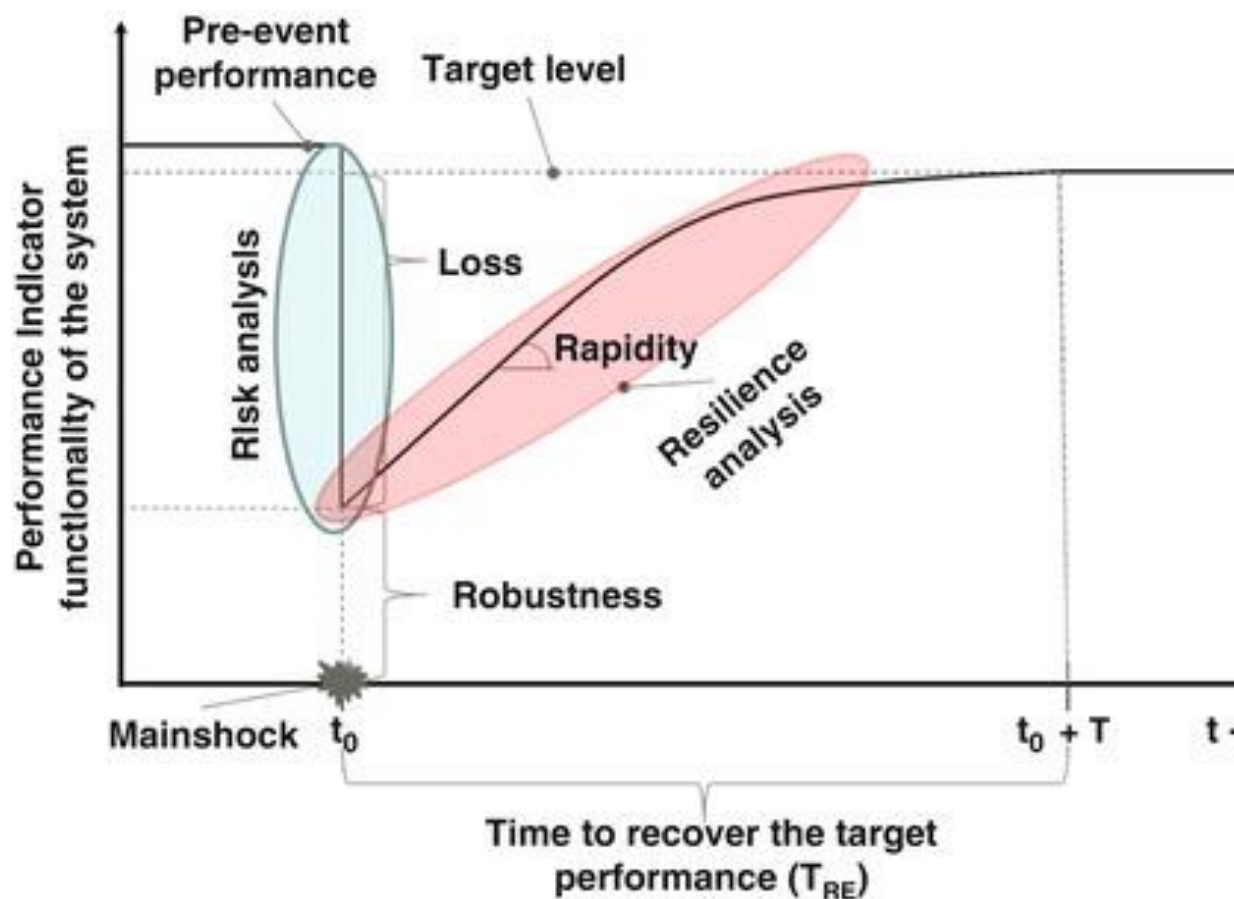 Pre-event
performance
Target level
Performance Indicator
functionality of the system
Risk analysis
Loss
Rapidity
Resilience
analysis
Robustness
Mainshock
t₀
t₀ + T
t
Time to recover the target
performance (T_RE)